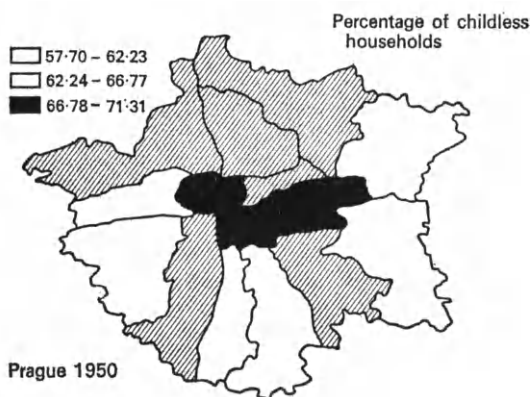 Percentage of childless
households
57·70 – 62·23
62·24 – 66·77
66·78 – 71·31
Prague 1950